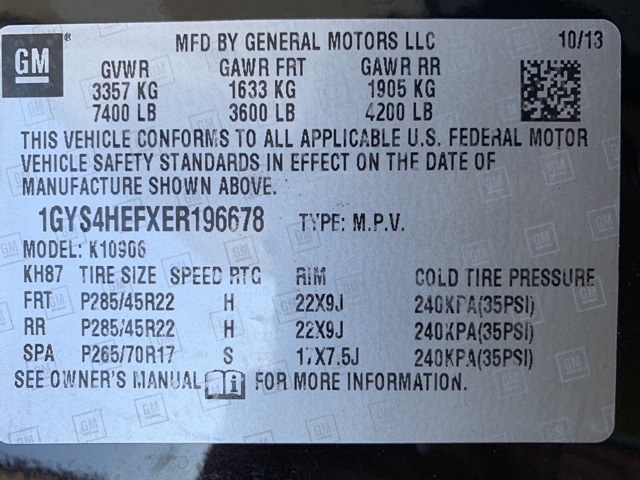 GM ® MFD BY GENERAL MOTORS LLC 10/13
GVWR GAWR FRT GAWR RR
3357 KG 1633 KG 1905 KG
7400 LB 3600 LB 4200 LB
THIS VEHICLE CONFORMS TO ALL APPLICABLE U.S. FEDERAL MOTOR
VEHICLE SAFETY STANDARDS IN EFFECT ON THE DATE OF
MANUFACTURE SHOWN ABOVE.
1GYS4HEFXER196678 TYPE: M.P.V.
MODEL: K10906
KH87 TIRE SIZE SPEED RTG RIM COLD TIRE PRESSURE
FRT P285/45R22 H 22X9J 240KPA(35PSI)
RR P285/45R22 H 22X9J 240KPA(35PSI)
SPA P265/70R17 S 17X7.5J 240KPA(35PSI)
SEE OWNER'S MANUAL FOR MORE INFORMATION.